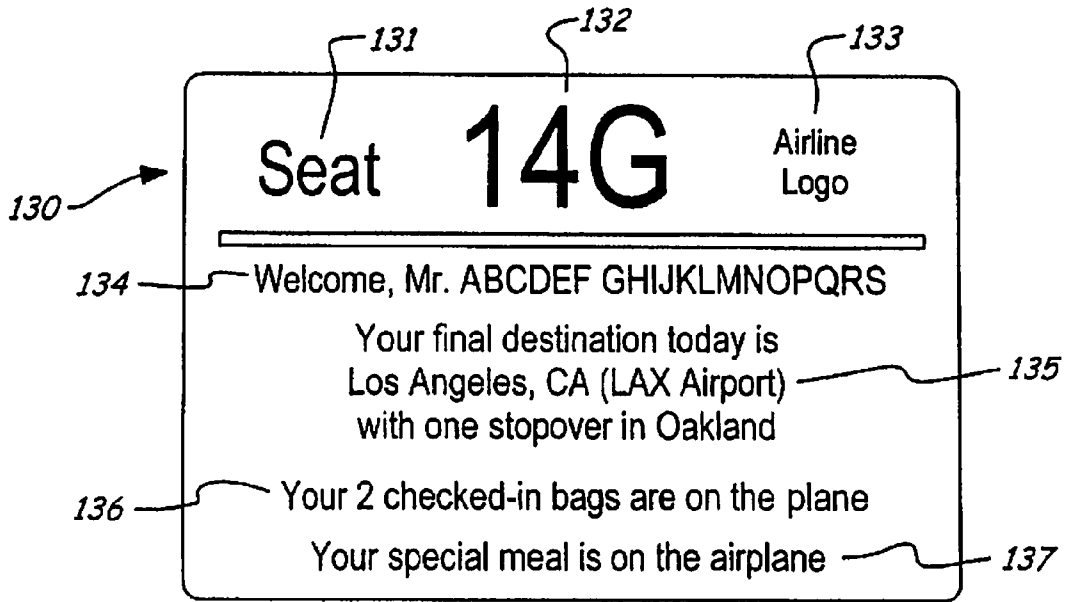 131
132
133
Seat 14G Airline Logo
130
134 Welcome, Mr. ABCDEF GHIJKLMNOPQRS
Your final destination today is
Los Angeles, CA (LAX Airport) 135
with one stopover in Oakland
136 Your 2 checked-in bags are on the plane
Your special meal is on the airplane 137